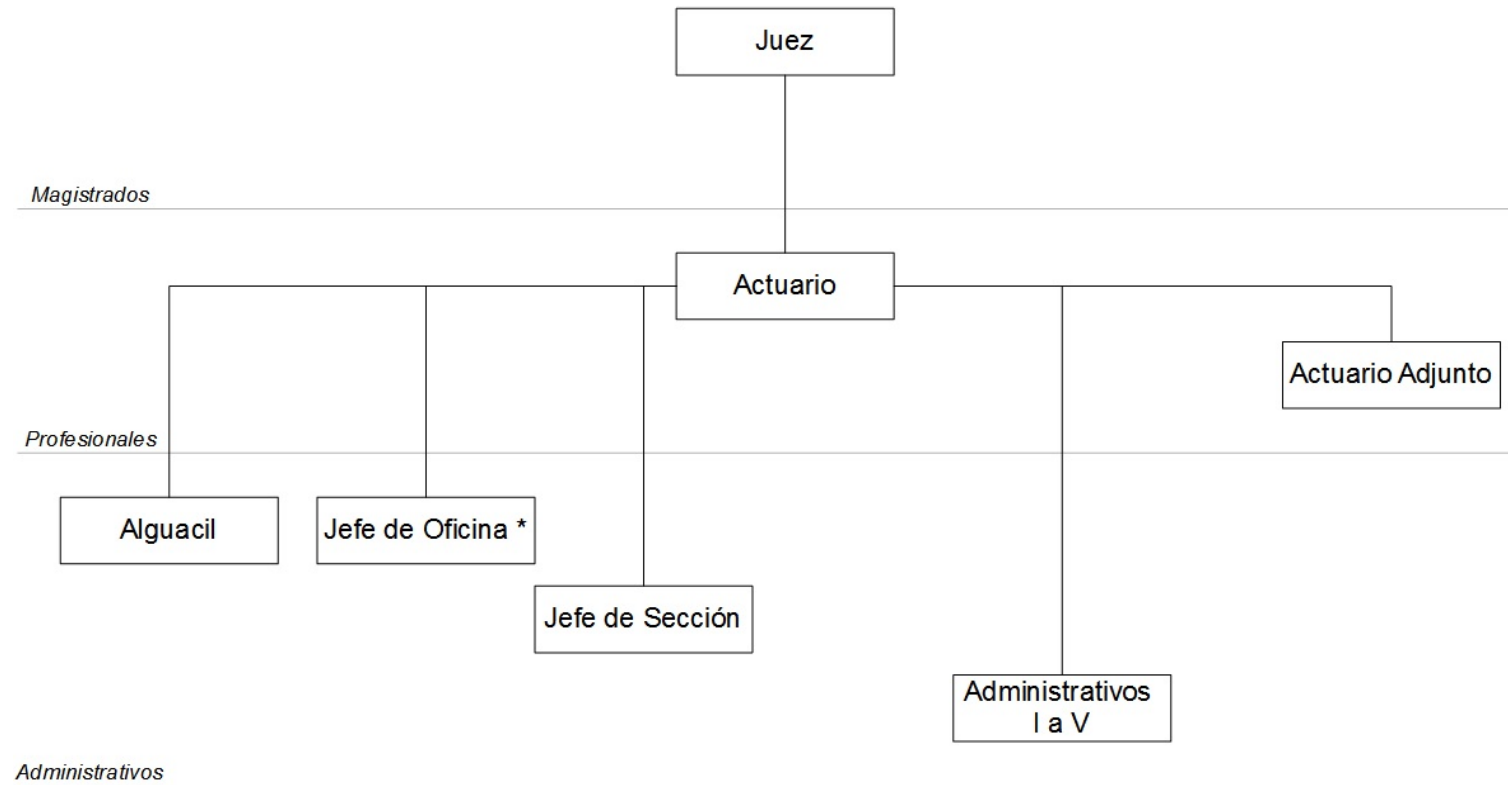 Juez
Magistrados
Actuario
Actuario Adjunto
Profesionales
Alguacil
Jefe de Oficina *
Jefe de Sección
Administrativos
I a V
Administrativos